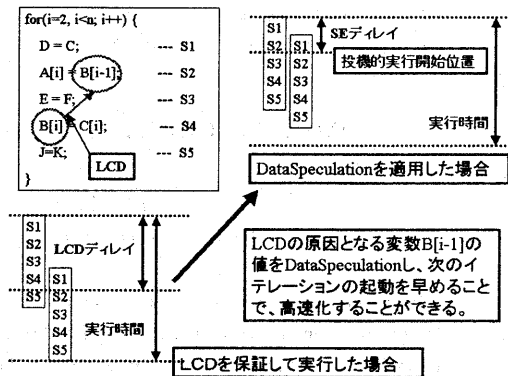 for(i=2, i<n; i++) {
D = C; --- S1
A[i] = B[i-1]; --- S2
E = F; --- S3
B[i] = C[i]; --- S4
J=K; --- S5
LCD
}
S1
S2
S3
S4
S5
S1
S2
S3
S4
S5
SEディレイ
投機的実行開始位置
実行時間
DataSpeculationを適用した場合
S1
S2
S3
S4
S5
S1
S2
S3
S4
S5
LCDディレイ
実行時間
LCDの原因となる変数B[i-1]の
値をDataSpeculationし、次のイ
テレーションの起動を早めること
で、高速化することができる。
LCDを保証して実行した場合